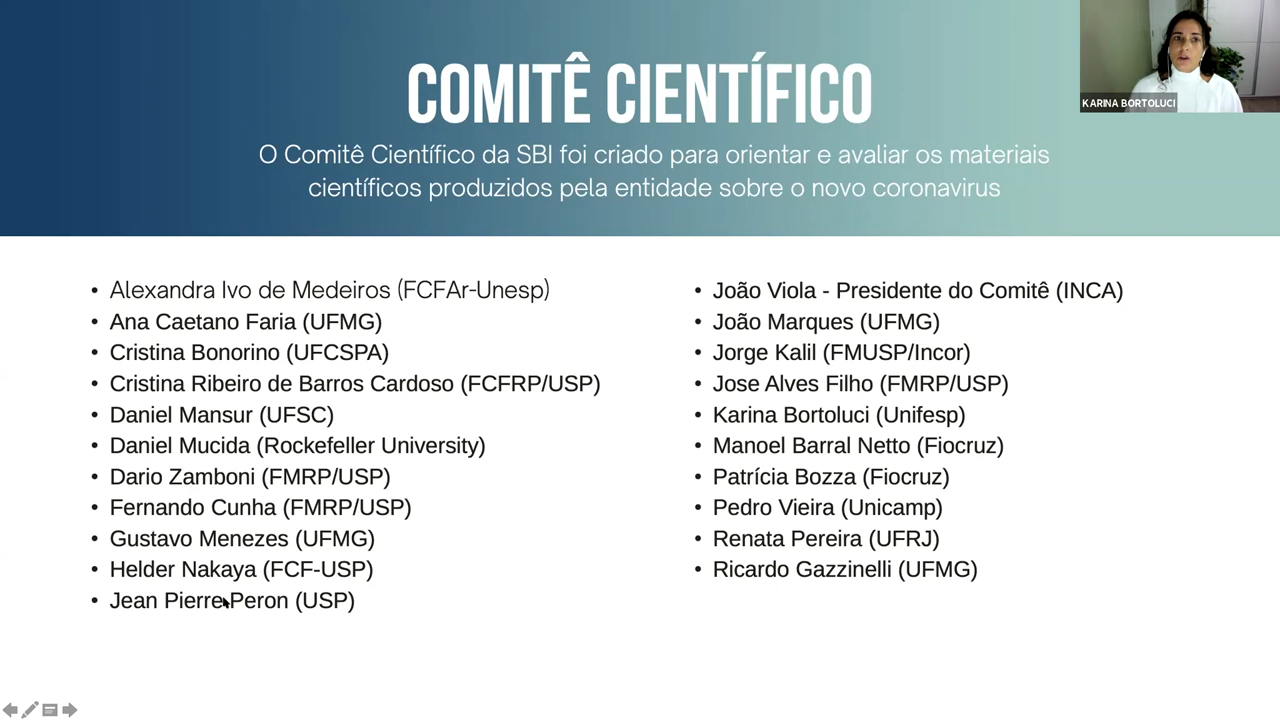 COMITÊ CIENTÍFICO
KARINA BORTOLUCI
O Comitê Científico da SBI foi criado para orientar e avaliar os materiais
científicos produzidos pela entidade sobre o novo coronavirus
• Alexandra Ivo de Medeiros (FCFAr-Unesp)
• Ana Caetano Faria (UFMG)
• Cristina Bonorino (UFCSPA)
• Cristina Ribeiro de Barros Cardoso (FCFRP/USP)
• Daniel Mansur (UFSC)
• Daniel Mucida (Rockefeller University)
• Dario Zamboni (FMRP/USP)
• Fernando Cunha (FMRP/USP)
• Gustavo Menezes (UFMG)
• Helder Nakaya (FCF-USP)
• Jean Pierre Peron (USP)
• João Viola - Presidente do Comitê (INCA)
• João Marques (UFMG)
• Jorge Kalil (FMUSP/Incor)
• Jose Alves Filho (FMRP/USP)
• Karina Bortoluci (Unifesp)
• Manoel Barral Netto (Fiocruz)
• Patrícia Bozza (Fiocruz)
• Pedro Vieira (Unicamp)
• Renata Pereira (UFRJ)
• Ricardo Gazzinelli (UFMG)